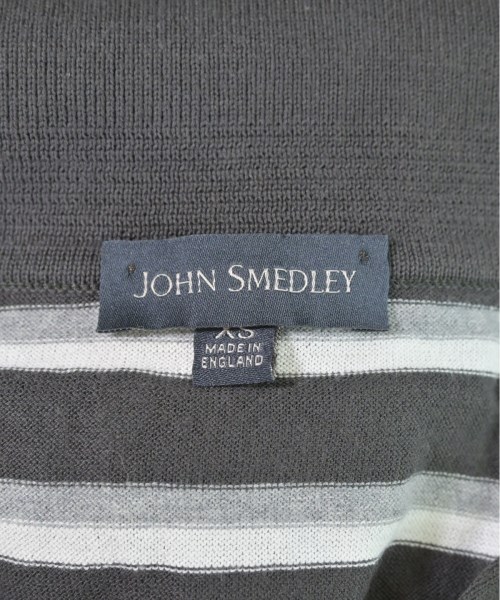 JOHN SMEDLEY
XS
MADE IN
ENGLAND